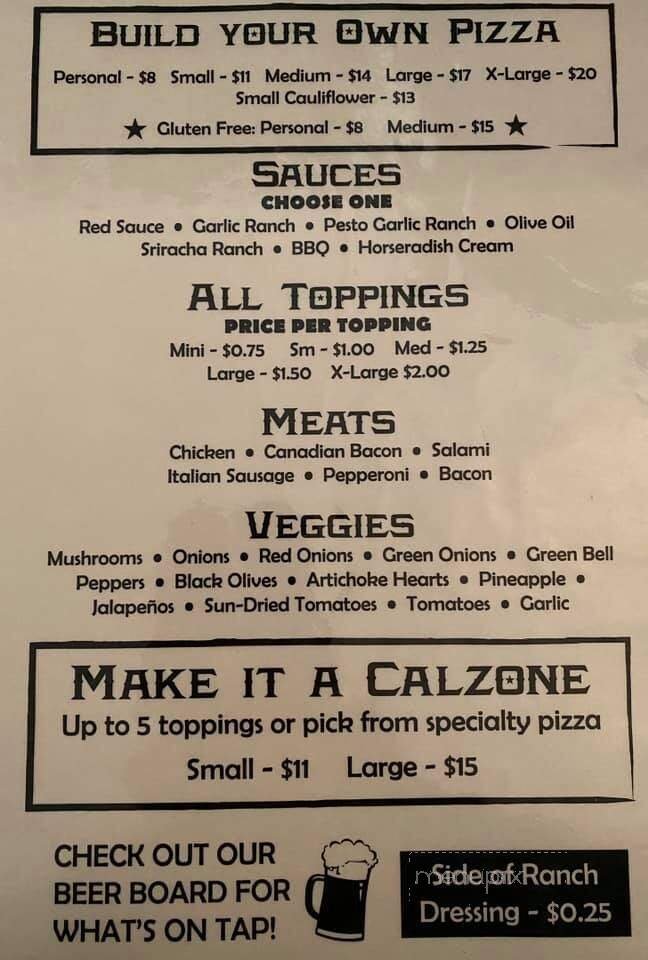 BUILD YOUR OWN PIZZA
Personal - $8 Small - $11 Medium - $14 Large - $17 X-Large - $20
Small Cauliflower - $13
★ Gluten Free: Personal - $8 Medium - $15 ★
SAUCES
CHOOSE ONE
Red Sauce • Garlic Ranch • Pesto Garlic Ranch • Olive Oil
Sriracha Ranch • BBQ • Horseradish Cream
ALL TOPPINGS
PRICE PER TOPPING
Mini - $0.75 Sm - $1.00 Med - $1.25
Large - $1.50 X-Large $2.00
MEATS
Chicken • Canadian Bacon • Salami
Italian Sausage • Pepperoni • Bacon
VEGGIES
Mushrooms • Onions • Red Onions • Green Onions • Green Bell
Peppers • Black Olives • Artichoke Hearts • Pineapple •
Jalapeños • Sun-Dried Tomatoes • Tomatoes • Garlic
MAKE IT A CALZONE
Up to 5 toppings or pick from specialty pizza
Small - $11 Large - $15
CHECK OUT OUR
BEER BOARD FOR
WHAT'S ON TAP!
Side of Ranch
Dressing - $0.25